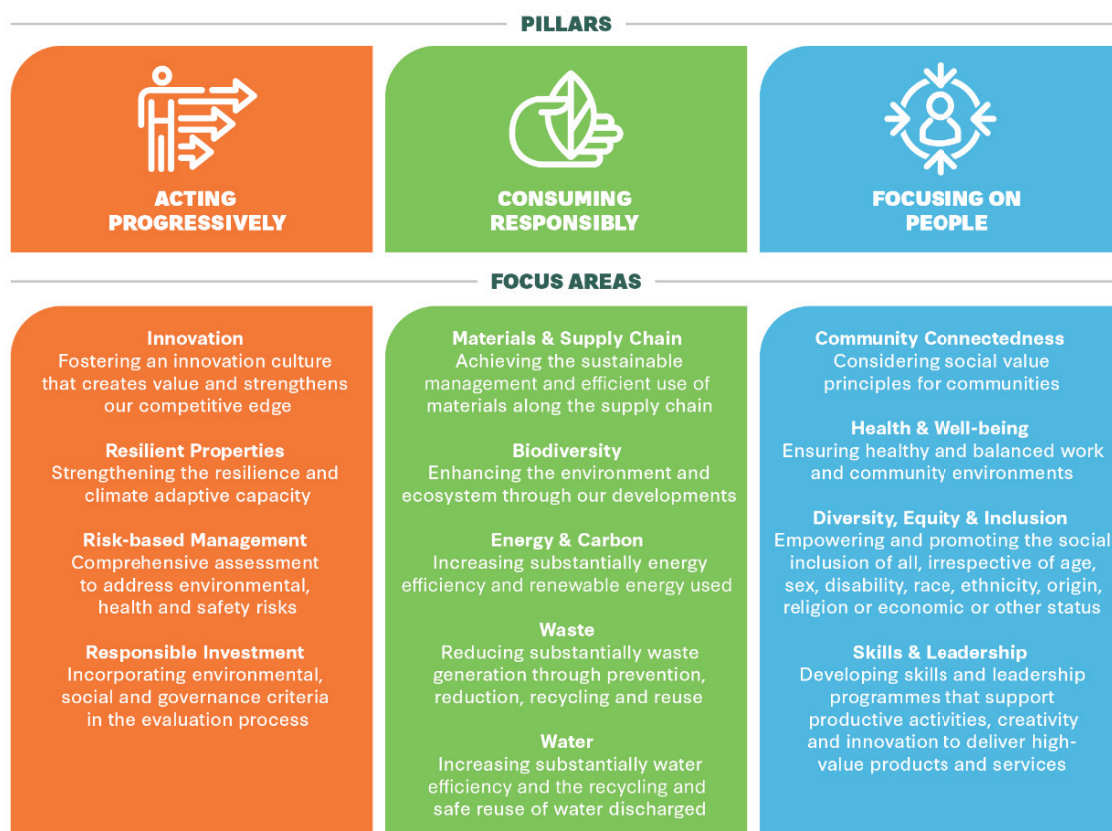 PILLARS
ACTING
PROGRESSIVELY
CONSUMING
RESPONSIBLY
FOCUSING ON
PEOPLE
FOCUS AREAS
Innovation
Fostering an innovation culture
that creates value and strengthens
our competitive edge
Resilient Properties
Strengthening the resilience and
climate adaptive capacity
Risk-based Management
Comprehensive assessment
to address environmental,
health and safety risks
Responsible Investment
Incorporating environmental,
social and governance criteria
in the evaluation process
Materials & Supply Chain
Achieving the sustainable
management and efficient use of
materials along the supply chain
Biodiversity
Enhancing the environment and
ecosystem through our developments
Energy & Carbon
Increasing substantially energy
efficiency and renewable energy used
Waste
Reducing substantially waste
generation through prevention,
reduction, recycling and reuse
Water
Increasing substantially water
efficiency and the recycling and
safe reuse of water discharged
Community Connectedness
Considering social value
principles for communities
Health & Well-being
Ensuring healthy and balanced work
and community environments
Diversity, Equity & Inclusion
Empowering and promoting the social
inclusion of all, irrespective of age,
sex, disability, race, ethnicity, origin,
religion or economic or other status
Skills & Leadership
Developing skills and leadership
programmes that support
productive activities, creativity
and innovation to deliver high-
value products and services